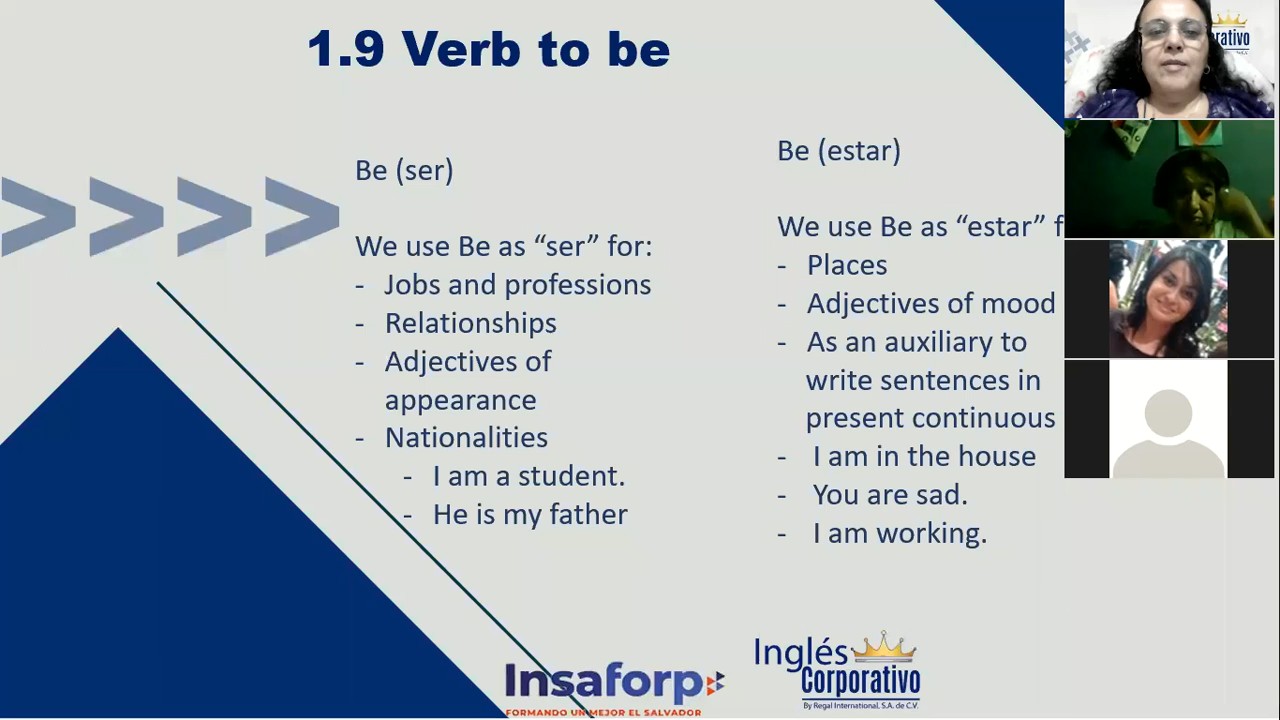 1.9 Verb to be
Be (ser)
We use Be as “ser” for:
- Jobs and professions
- Relationships
- Adjectives of
appearance
- Nationalities
- I am a student.
- He is my father
Be (estar)
We use Be as “estar” f
- Places
- Adjectives of mood
- As an auxiliary to
write sentences in
present continuous
- I am in the house
- You are sad.
- I am working.
Insaforp
FORMANDO UN MEJOR EL SALVADOR
Inglés
Corporativo
By Regal International, S.A. de C.V.
orativo